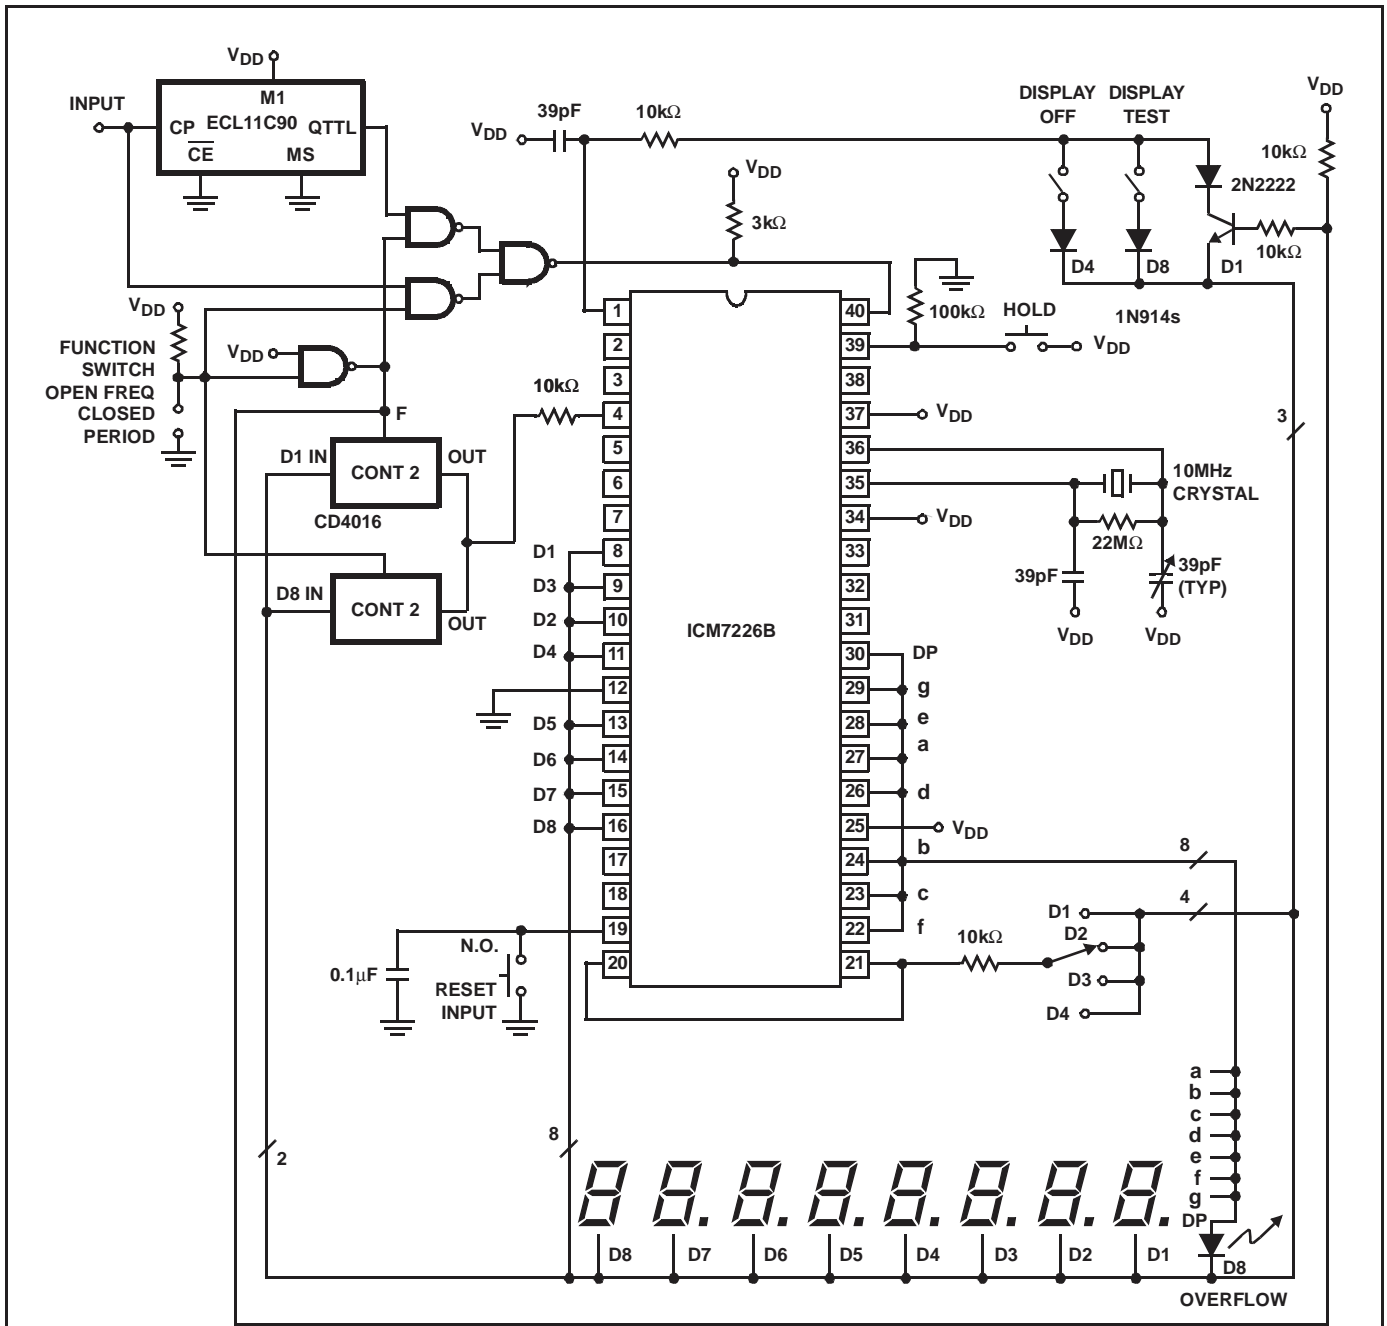 VDD
M1
INPUT
CP ECL11C90 QTTL
CE MS
VDD
39pF
10kΩ
DISPLAY OFF
DISPLAY TEST
VDD
10kΩ
2N2222
10kΩ
D4
D8
D1
1N914s
VDD
3kΩ
VDD
FUNCTION
SWITCH
OPEN FREQ
CLOSED
PERIOD
VDD
F
D1 IN
CONT 2
OUT
CD4016
D8 IN
CONT 2
OUT
10kΩ
100kΩ
HOLD
VDD
3
VDD
10MHz
CRYSTAL
22MΩ
VDD
39pF
39pF
(TYP)
VDD
VDD
ICM7226B
1
2
3
4
5
6
7
D1 8
D3 9
D2 10
D4 11
12
D5 13
D6 14
D7 15
D8 16
17
18
19
20
40
39
38
37
36
35
34
33
32
31
30 DP
29 g
28 e
27 a
26 d
25 VDD
24 b
23 c
22 f
21
8
4
10kΩ
D1
D2
D3
D4
0.1μF
N.O.
RESET
INPUT
2
8
a
b
c
d
e
f
g
DP
D8
D8 D7 D6 D5 D4 D3 D2 D1
OVERFLOW